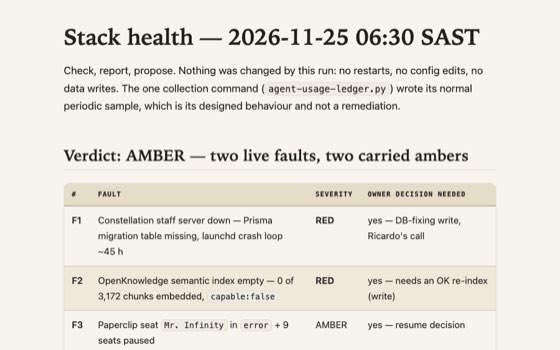 Stack health — 2026-11-25 06:30 SAST
Check, report, propose. Nothing was changed by this run: no restarts, no config edits, no
data writes. The one collection command ( agent-usage-ledger.py ) wrote its normal
periodic sample, which is its designed behaviour and not a remediation.
Verdict: AMBER — two live faults, two carried ambers
# FAULT SEVERITY OWNER DECISION NEEDED
F1 Constellation staff server down — Prisma RED yes — DB-fixing write,
migration table missing, launchd crash loop Ricardo's call
~45 h
F2 OpenKnowledge semantic index empty — 0 of RED yes — needs an OK re-index
3,172 chunks embedded, capable:false (write)
F3 Paperclip seat Mr. Infinity in error + 9 AMBER yes — resume decision
seats paused